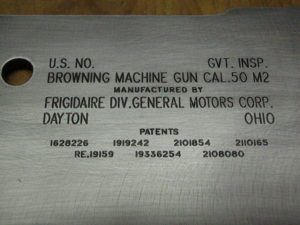 U.S. NO. GVT. INSP.
BROWNING MACHINE GUN CAL.50 M2
MANUFACTURED BY
FRIGIDAIRE DIV. GENERAL MOTORS CORP.
DAYTON OHIO
PATENTS
1628226 1919242 2101854 2110165
RE.19159 19336254 2108080